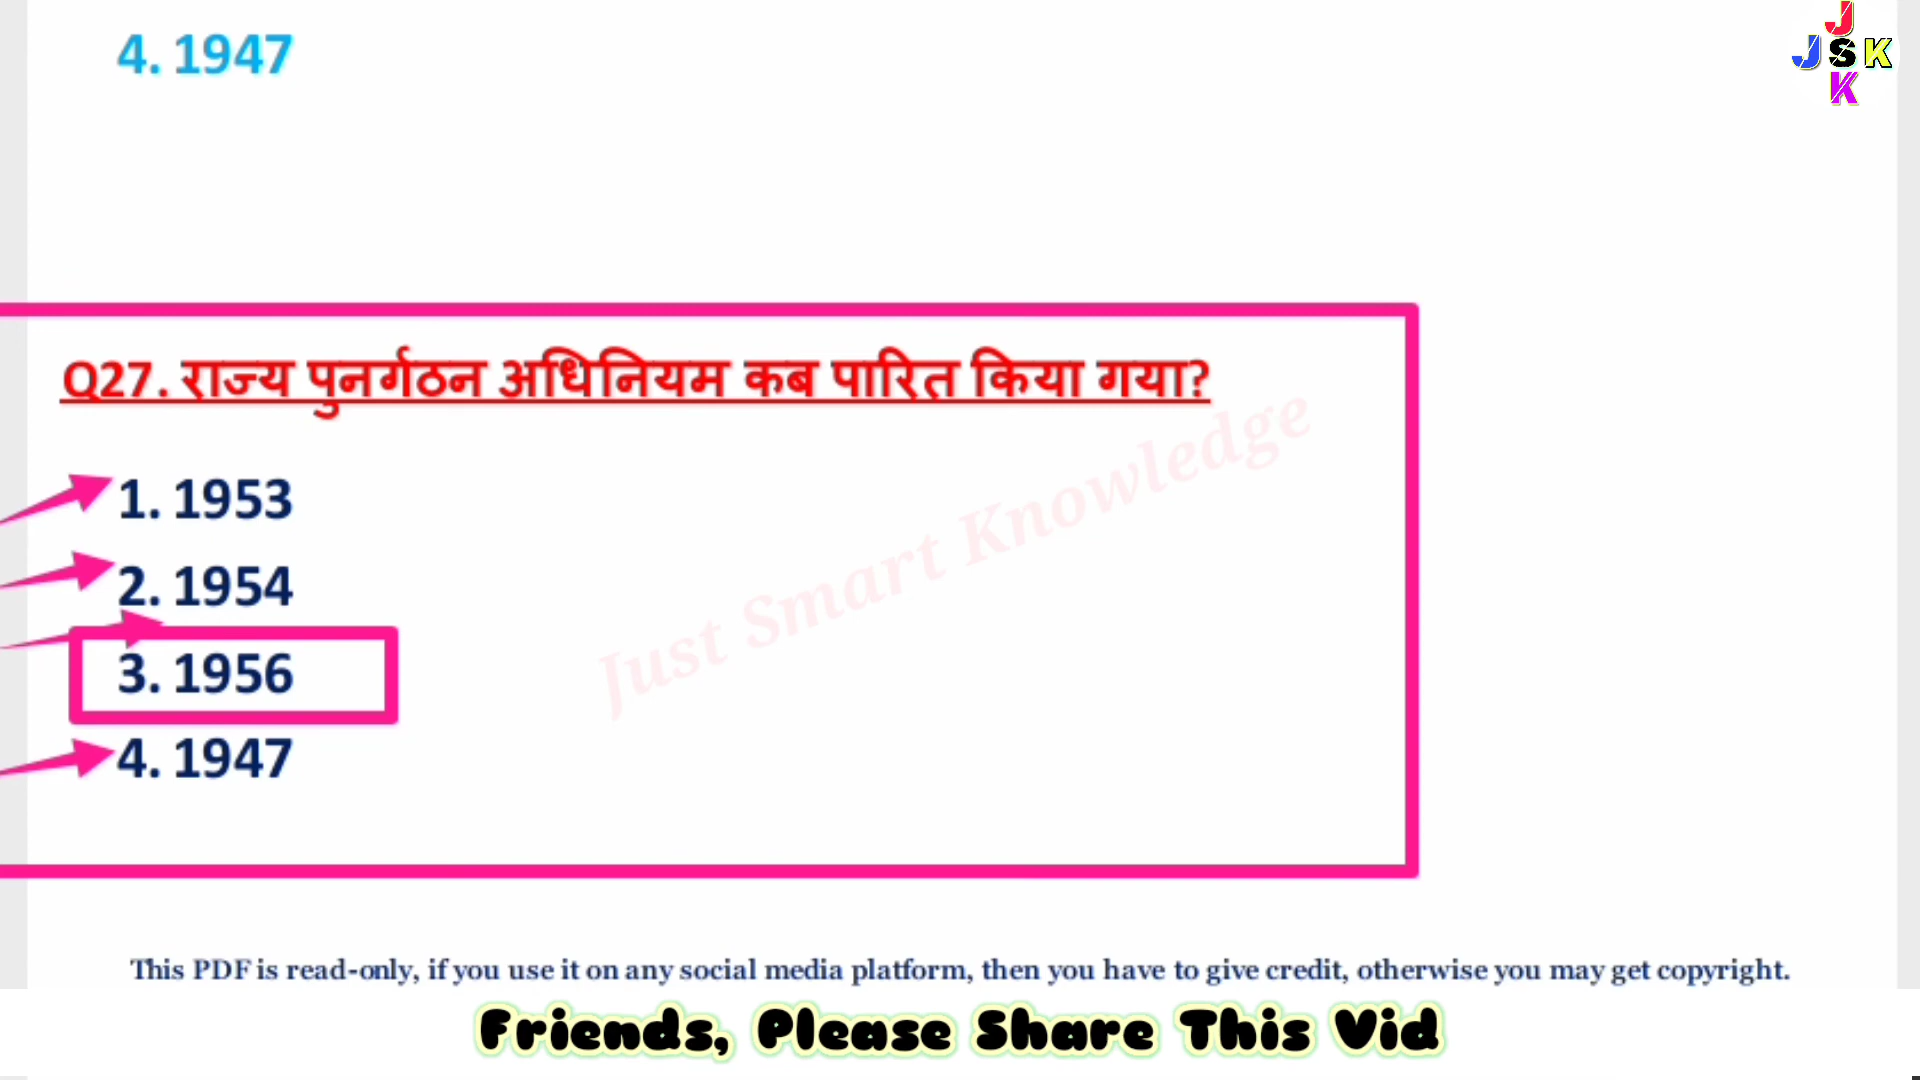 4. 1947
J
JSK
K
Q27. राज्य पुनर्गठन अधिनियम कब पारित किया गया?
1. 1953
2. 1954
3. 1956
4. 1947
Just Smart Knowledge
This PDF is read-only, if you use it on any social media platform, then you have to give credit, otherwise you may get copyright.
Friends, Please Share This Vid